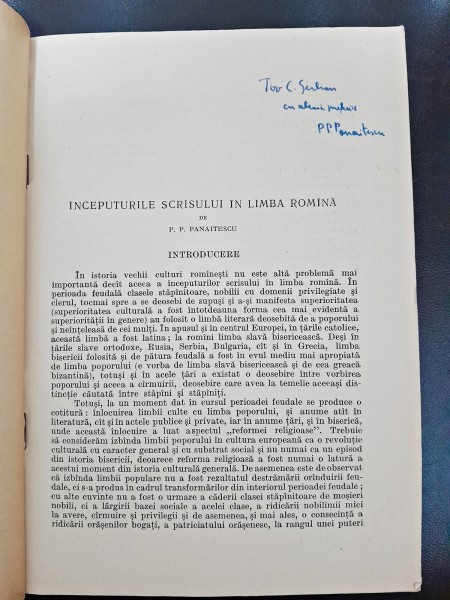 Tov. C. Șerban
cu
P P Panaitescu
INCEPUTURILE SCRISULUI IN LIMBA ROMÎNĂ
DE
P. P. PANAITESCU
INTRODUCERE
În istoria vechii culturi romînești nu este altă problemă mai
importantă decît aceea a începuturilor scrisului în limba romînă. În
perioada feudală clasele stăpînitoare, nobilii cu domenii privilegiate și
clerul, tocmai spre a se deosebi de supuși și a-și manifesta superioritatea
(superioritatea culturală a fost întotdeauna forma cea mai evidentă a
superiorității în genere) au folosit o limbă literară deosebită de a poporului
și neînțeleasă de cei mulți. În apusul și în centrul Europei, în țările catolice,
această limbă a fost latina; la romîni limba slavă bisericească. Deși în
țările slave ortodoxe, Rusia, Serbia, Bulgaria, cît și în Grecia, limba
bisericii folosită și de pătura feudală a fost în evul mediu mai apropiată
de limba poporului (e vorba de limba slavă bisericească și de cea greacă
bizantină), totuși și în acele țări a existat o deosebire între vorbirea
poporului și aceea a cîrmuirii, deosebire care avea la temelie aceeași dis-
tincție căutată între stăpîni și stăpîniți.
Totuși, la un moment dat în cursul perioadei feudale se produce o
cotitură: înlocuirea limbii culte cu limba poporului, și anume atît în
literatură, cît și în actele publice și private, iar în anume țări, și în biserică,
unde această înlocuire a luat aspectul „reformei religioase”. Trebuie
să considerăm izbînda limbii poporului în cultura europeană ca o revoluție
culturală cu caracter general și cu substrat social și nu numai ca un episod
din istoria bisericii, deoarece reforma religioasă a fost numai o latură a
acestui moment din istoria culturală generală. De asemenea este de observat
că izbînda limbii populare nu a fost rezultatul destrămării orînduirii feu-
dale, ci s-a produs în cadrul transformărilor din interiorul perioadei feudale;
cu alte cuvinte nu a fost o urmare a căderii clasei stăpînitoare de moșieri
nobili, ci a lărgirii bazei sociale a acelei clase, a ridicării nobilimii mici
la avere, cîrmuire și privilegii și de asemenea, și mai ales, o consecință a
ridicării orășenilor bogați, a patriciatului orășenesc, la rangul unei puteri